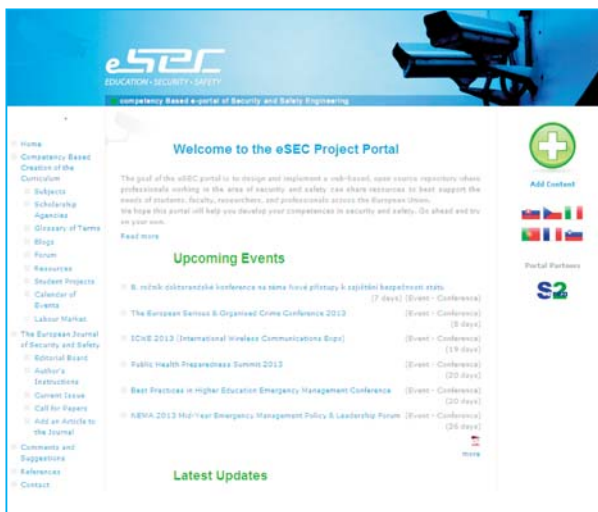 eSEC
EDUCATION • SECURITY • SAFETY
competency Based e-portal of Security and Safety Engineering
Home
Competency Based
Creation of the
Curriculum
Subjects
Scholarship
Agencies
Glossary of Terms
Blogs
Forum
Resources
Student Projects
Calendar of
Events
Labour Market
The European Journal
of Security and Safety
Editorial Board
Author's
Instructions
Current Issue
Call for Papers
Add an Article to
the Journal
Comments and
Suggestions
References
Contact
Welcome to the eSEC Project Portal
The goal of the eSEC portal is to design and implement a web-based, open source repository where
professionals working in the area of security and safety can share resources to best support the
needs of students, faculty, researchers, and professionals across the European Union.
We hope this portal will help you develop your competences in security and safety. Go ahead and try
on your own.
Read more
Upcoming Events
8. ročník doktorandské konference na téma Nové přístupy k zajištění bezpečnosti státu
(7 days) (Event - Conference)
The European Serious & Organised Crime Conference 2013 (Event - Conference)
(8 days)
ICWE 2013 (International Wireless Communications Expo) (Event - Conference)
(19 days)
Public Health Preparedness Summit 2013 (Event - Conference)
(20 days)
Best Practices in Higher Education Emergency Management Conference (Event - Conference)
(20 days)
NEMA 2013 Mid-Year Emergency Management Policy & Leadership Forum (Event - Conference)
(26 days)
more
Latest Updates
Add Content
Portal Partners
S2